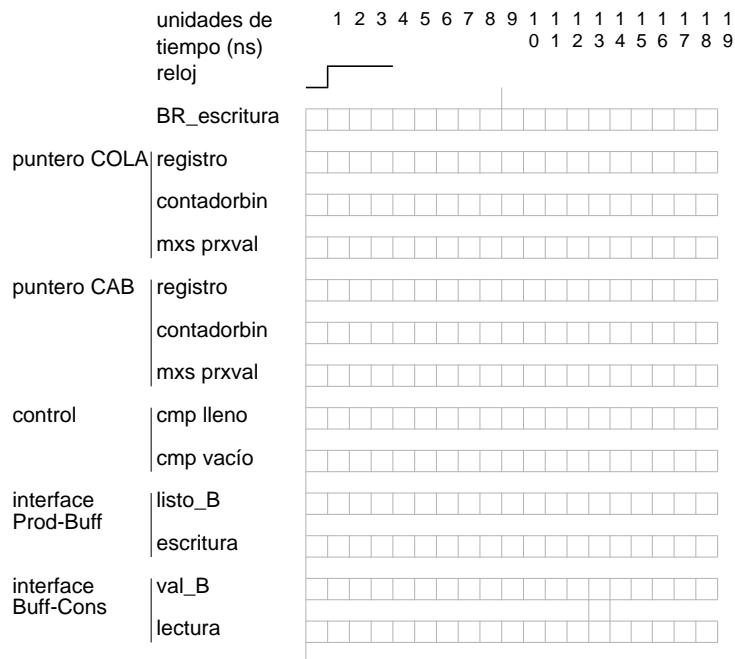 unidades de 1 2 3 4 5 6 7 8 9 1 1 1 1 1 1 1 1 1 1
tiempo (ns) 0 1 2 3 4 5 6 7 8 9
reloj
BR_escritura
puntero COLA registro
contadorbin
mxs prxval
puntero CAB registro
contadorbin
mxs prxval
control cmp lleno
cmp vacío
interface listo_B
Prod-Buff
escritura
interface val_B
Buff-Cons
lectura